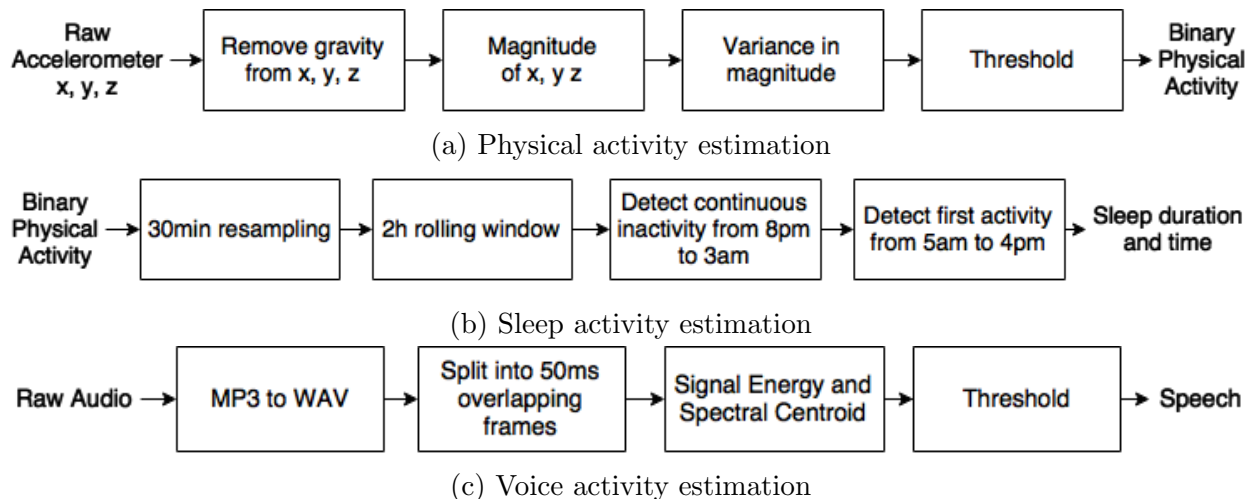 Raw
Accelerometer
x, y, z
Remove gravity
from x, y, z
Magnitude
of x, y z
Variance in
magnitude
Threshold
Binary
Physical
Activity
(a) Physical activity estimation
Binary
Physical
Activity
30min resampling
2h rolling window
Detect continuous
inactivity from 8pm
to 3am
Detect first activity
from 5am to 4pm
Sleep duration
and time
(b) Sleep activity estimation
Raw Audio
MP3 to WAV
Split into 50ms
overlapping
frames
Signal Energy and
Spectral Centroid
Threshold
Speech
(c) Voice activity estimation